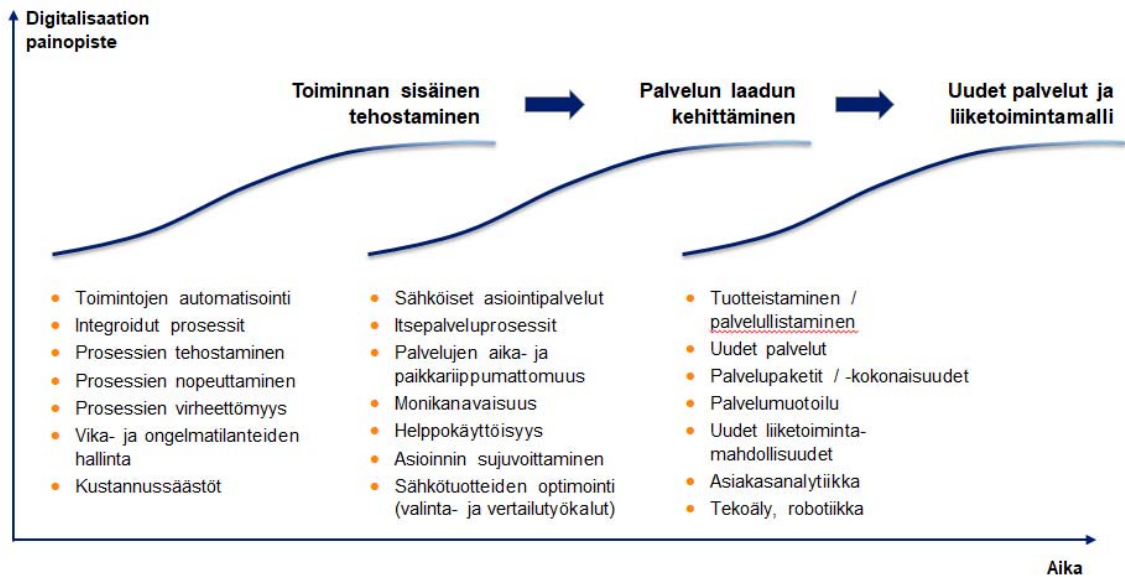 Digitalisaation
painopiste
Toiminnan sisäinen
tehostaminen
Palvelun laadun
kehittäminen
Uudet palvelut ja
liiketoimintamalli
• Toimintojen automatisointi
• Integroidut prosessit
• Prosessien tehostaminen
• Prosessien nopeuttaminen
• Prosessien virheettömyys
• Vika- ja ongelmatilanteiden
hallinta
• Kustannussäästöt
• Sähköiset asiointipalvelut
• Itsepalveluprosessit
• Palvelujen aika- ja
paikkariippumattomuus
• Monikanavaisuus
• Helppokäyttöisyys
• Asioinnin sujuvoittaminen
• Sähkötuotteiden optimointi
(valinta- ja vertailutyökalut)
• Tuotteistaminen /
palvelullistaminen
• Uudet palvelut
• Palvelupaketit / -kokonaisuudet
• Palvelumuotoilu
• Uudet liiketoiminta-
mahdollisuudet
• Asiakasanalytiikka
• Tekoäly, robotiikka
Aika